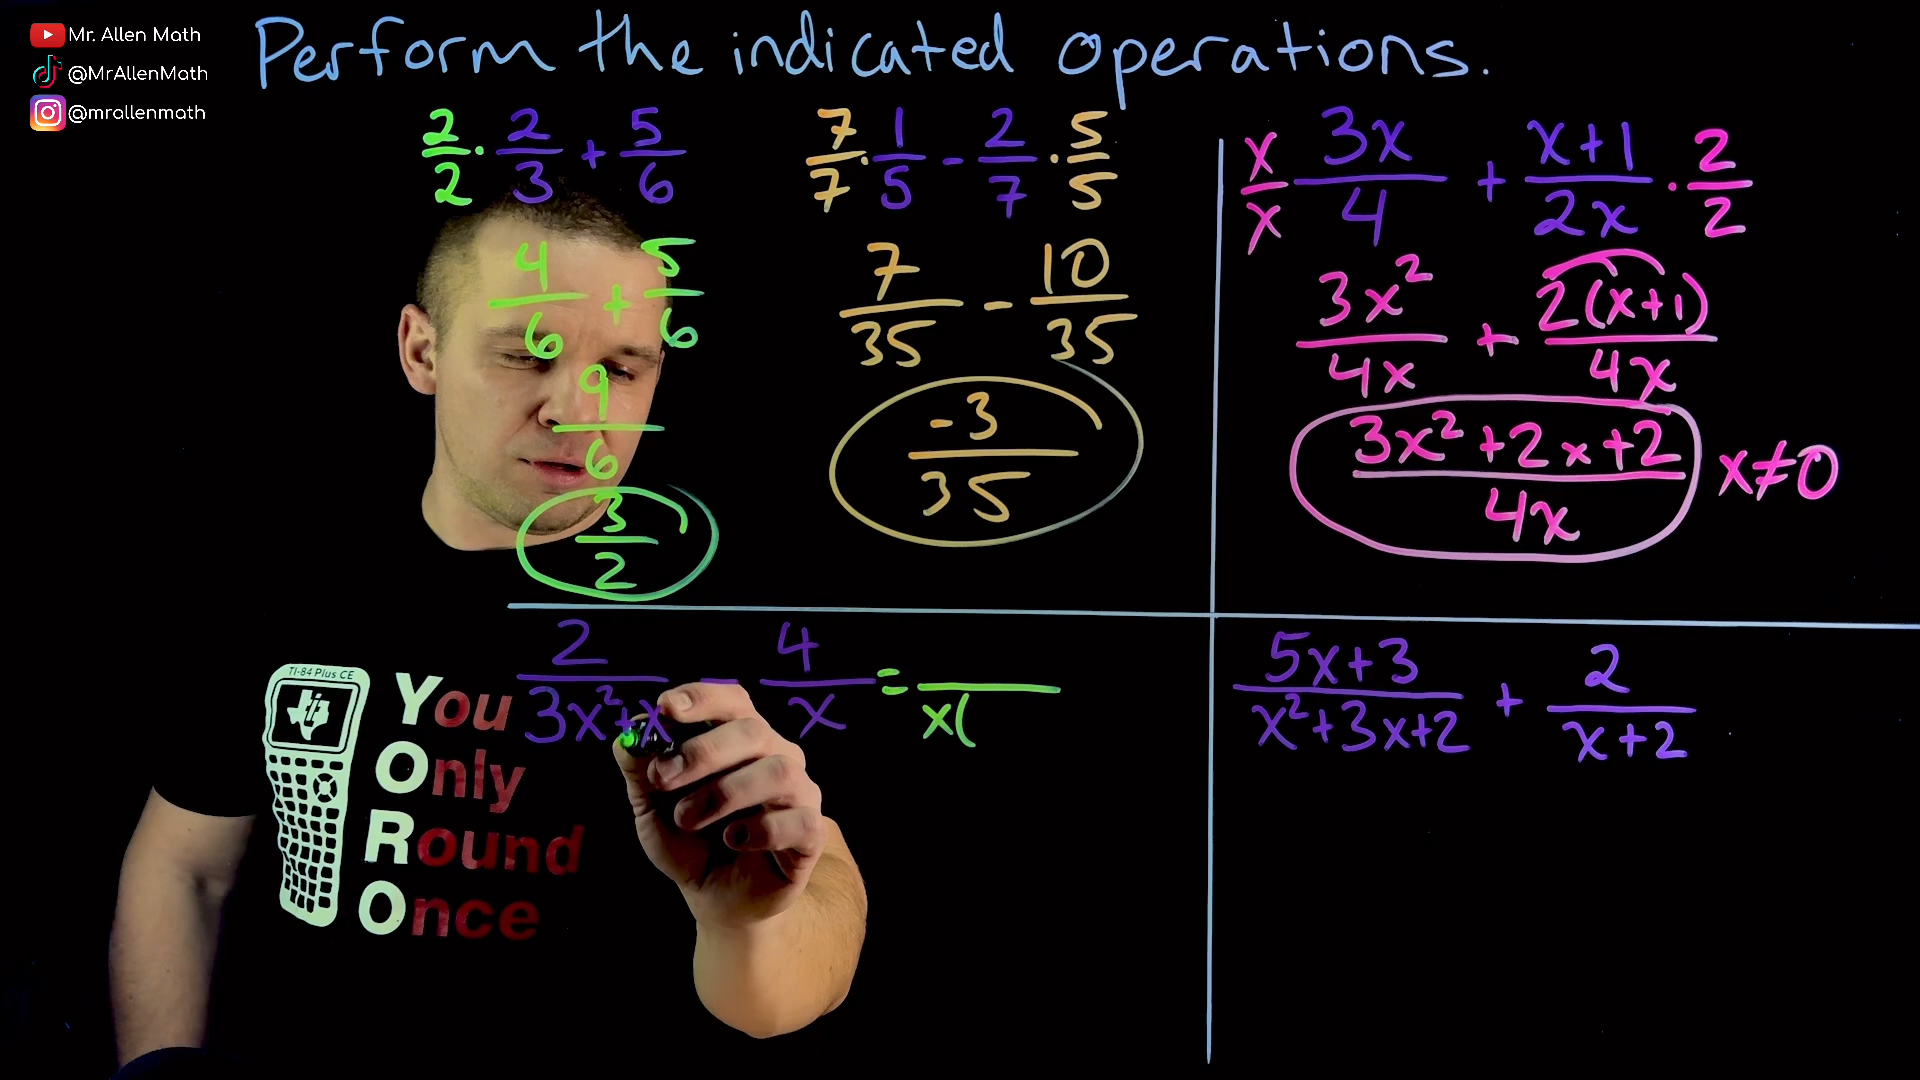 Mr. Allen Math
@MrAllenMath
@mrallenmath
Perform the indicated operations.
2/2 · 2/3 + 5/6
4/6 + 5/6
9/6
3/2
7/7 · 1/5 - 2/7 · 5/5
7/35 - 10/35
-3/35
x/x 3x/4 + x+1/2x · 2/2
3x²/4x + 2(x+1)/4x
3x²+2x+2/4x x≠0
2/3x²+x - 4/x = /x(
5x+3/x²+3x+2 + 2/x+2
TI-84 Plus CE
You
Only
Round
Once